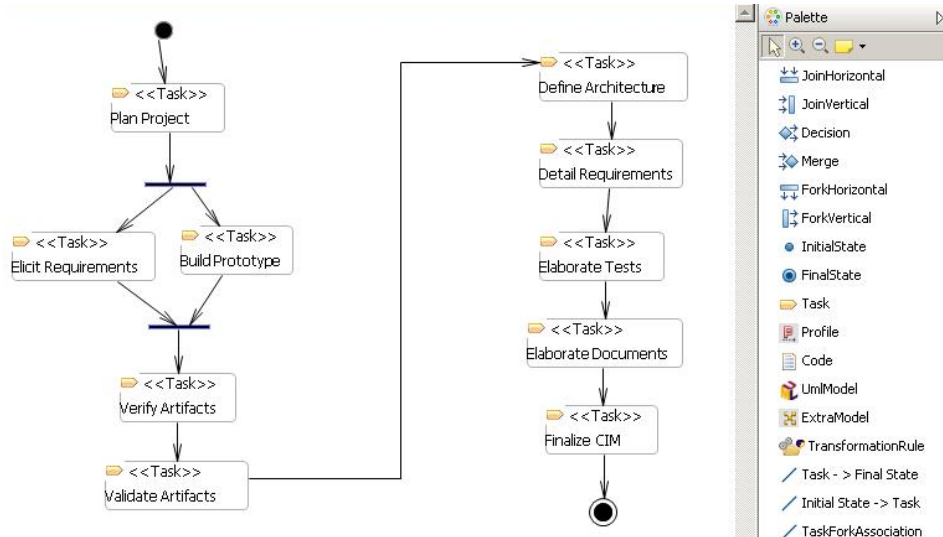 <<Task>>
Plan Project
<<Task>>
Elicit Requirements
<<Task>>
Build Prototype
<<Task>>
Verify Artifacts
<<Task>>
Validate Artifacts
<<Task>>
Define Architecture
<<Task>>
Detail Requirements
<<Task>>
Elaborate Tests
<<Task>>
Elaborate Documents
<<Task>>
Finalize CIM
Palette
JoinHorizontal
JoinVertical
Decision
Merge
ForkHorizontal
ForkVertical
InitialState
FinalState
Task
Profile
Code
UmlModel
ExtraModel
TransformationRule
Task - > Final State
Initial State -> Task
TaskForkAssociation